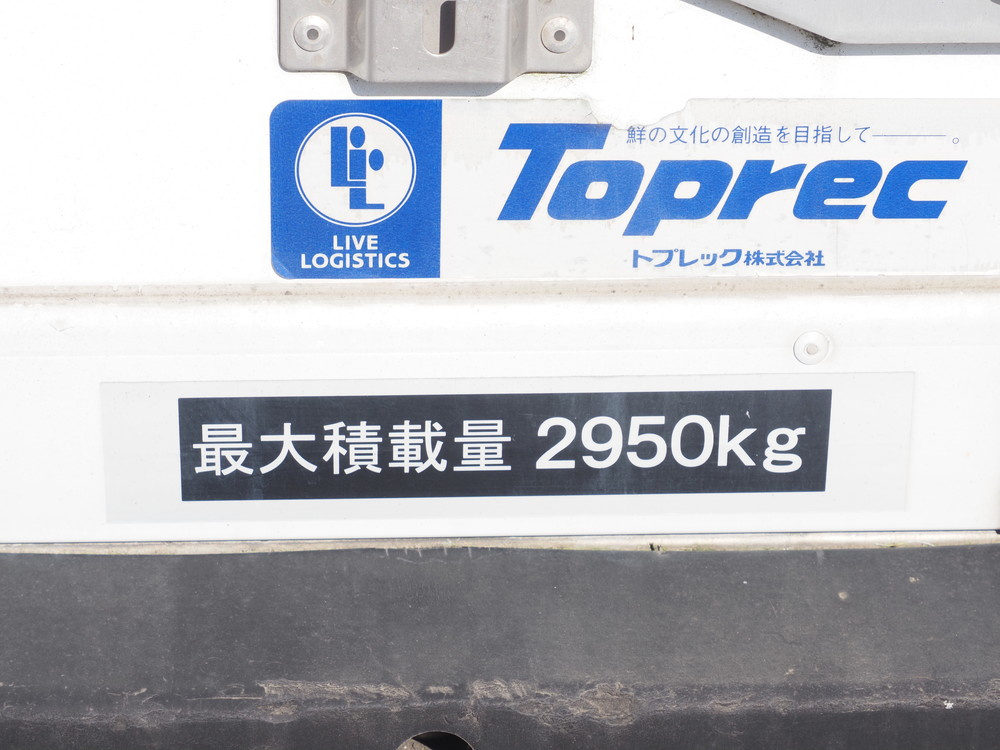 LIVE
LOGISTICS
鮮の文化の創造を目指して────。
Toprec
トプレック株式会社
最大積載量 2950kg